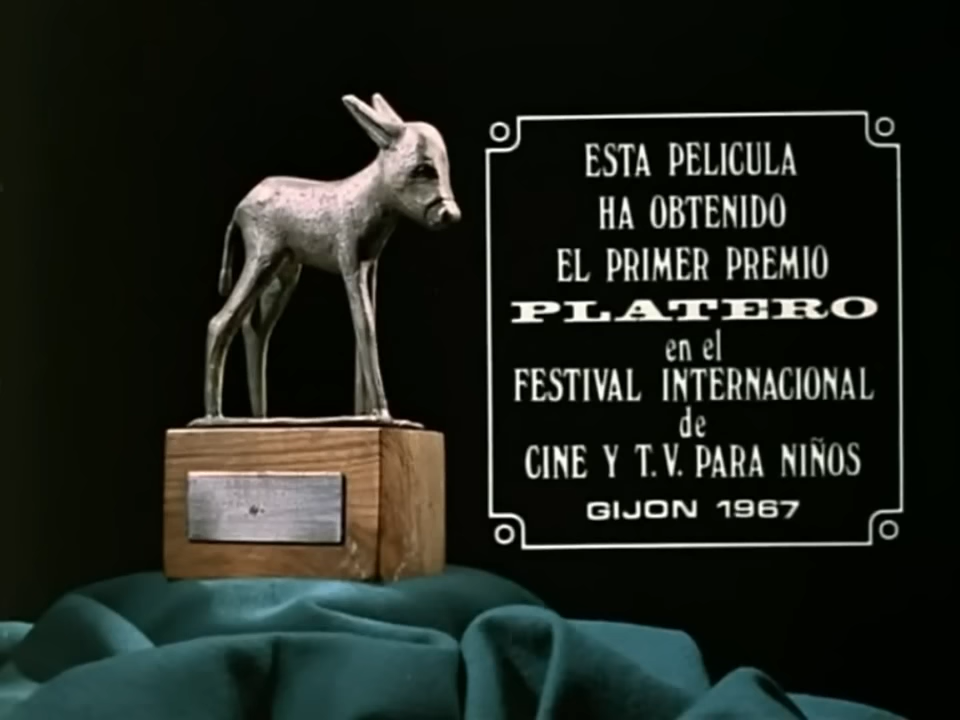 ESTA PELICULA
HA OBTENIDO
EL PRIMER PREMIO
PLATERO
en el
FESTIVAL INTERNACIONAL
de
CINE Y T.V. PARA NIÑOS
GIJON 1967